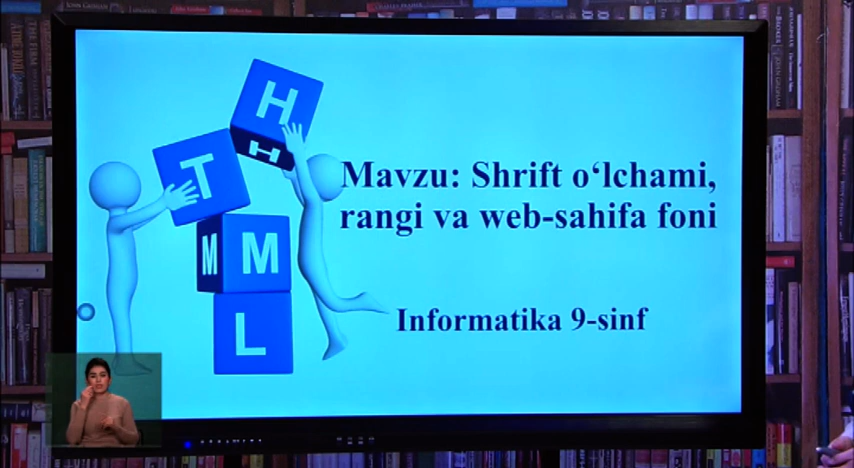 H
H
T
M M
L
Mavzu: Shrift o‘lchami,
rangi va web-sahifa foni
Informatika 9-sinf